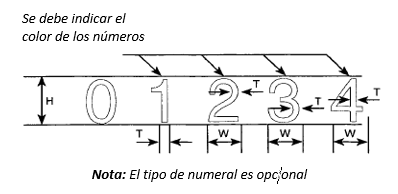 Se debe indicar el
color de los números
H 0 1 2 T 3 T 4 T
T W W W
Nota: El tipo de numeral es opcional